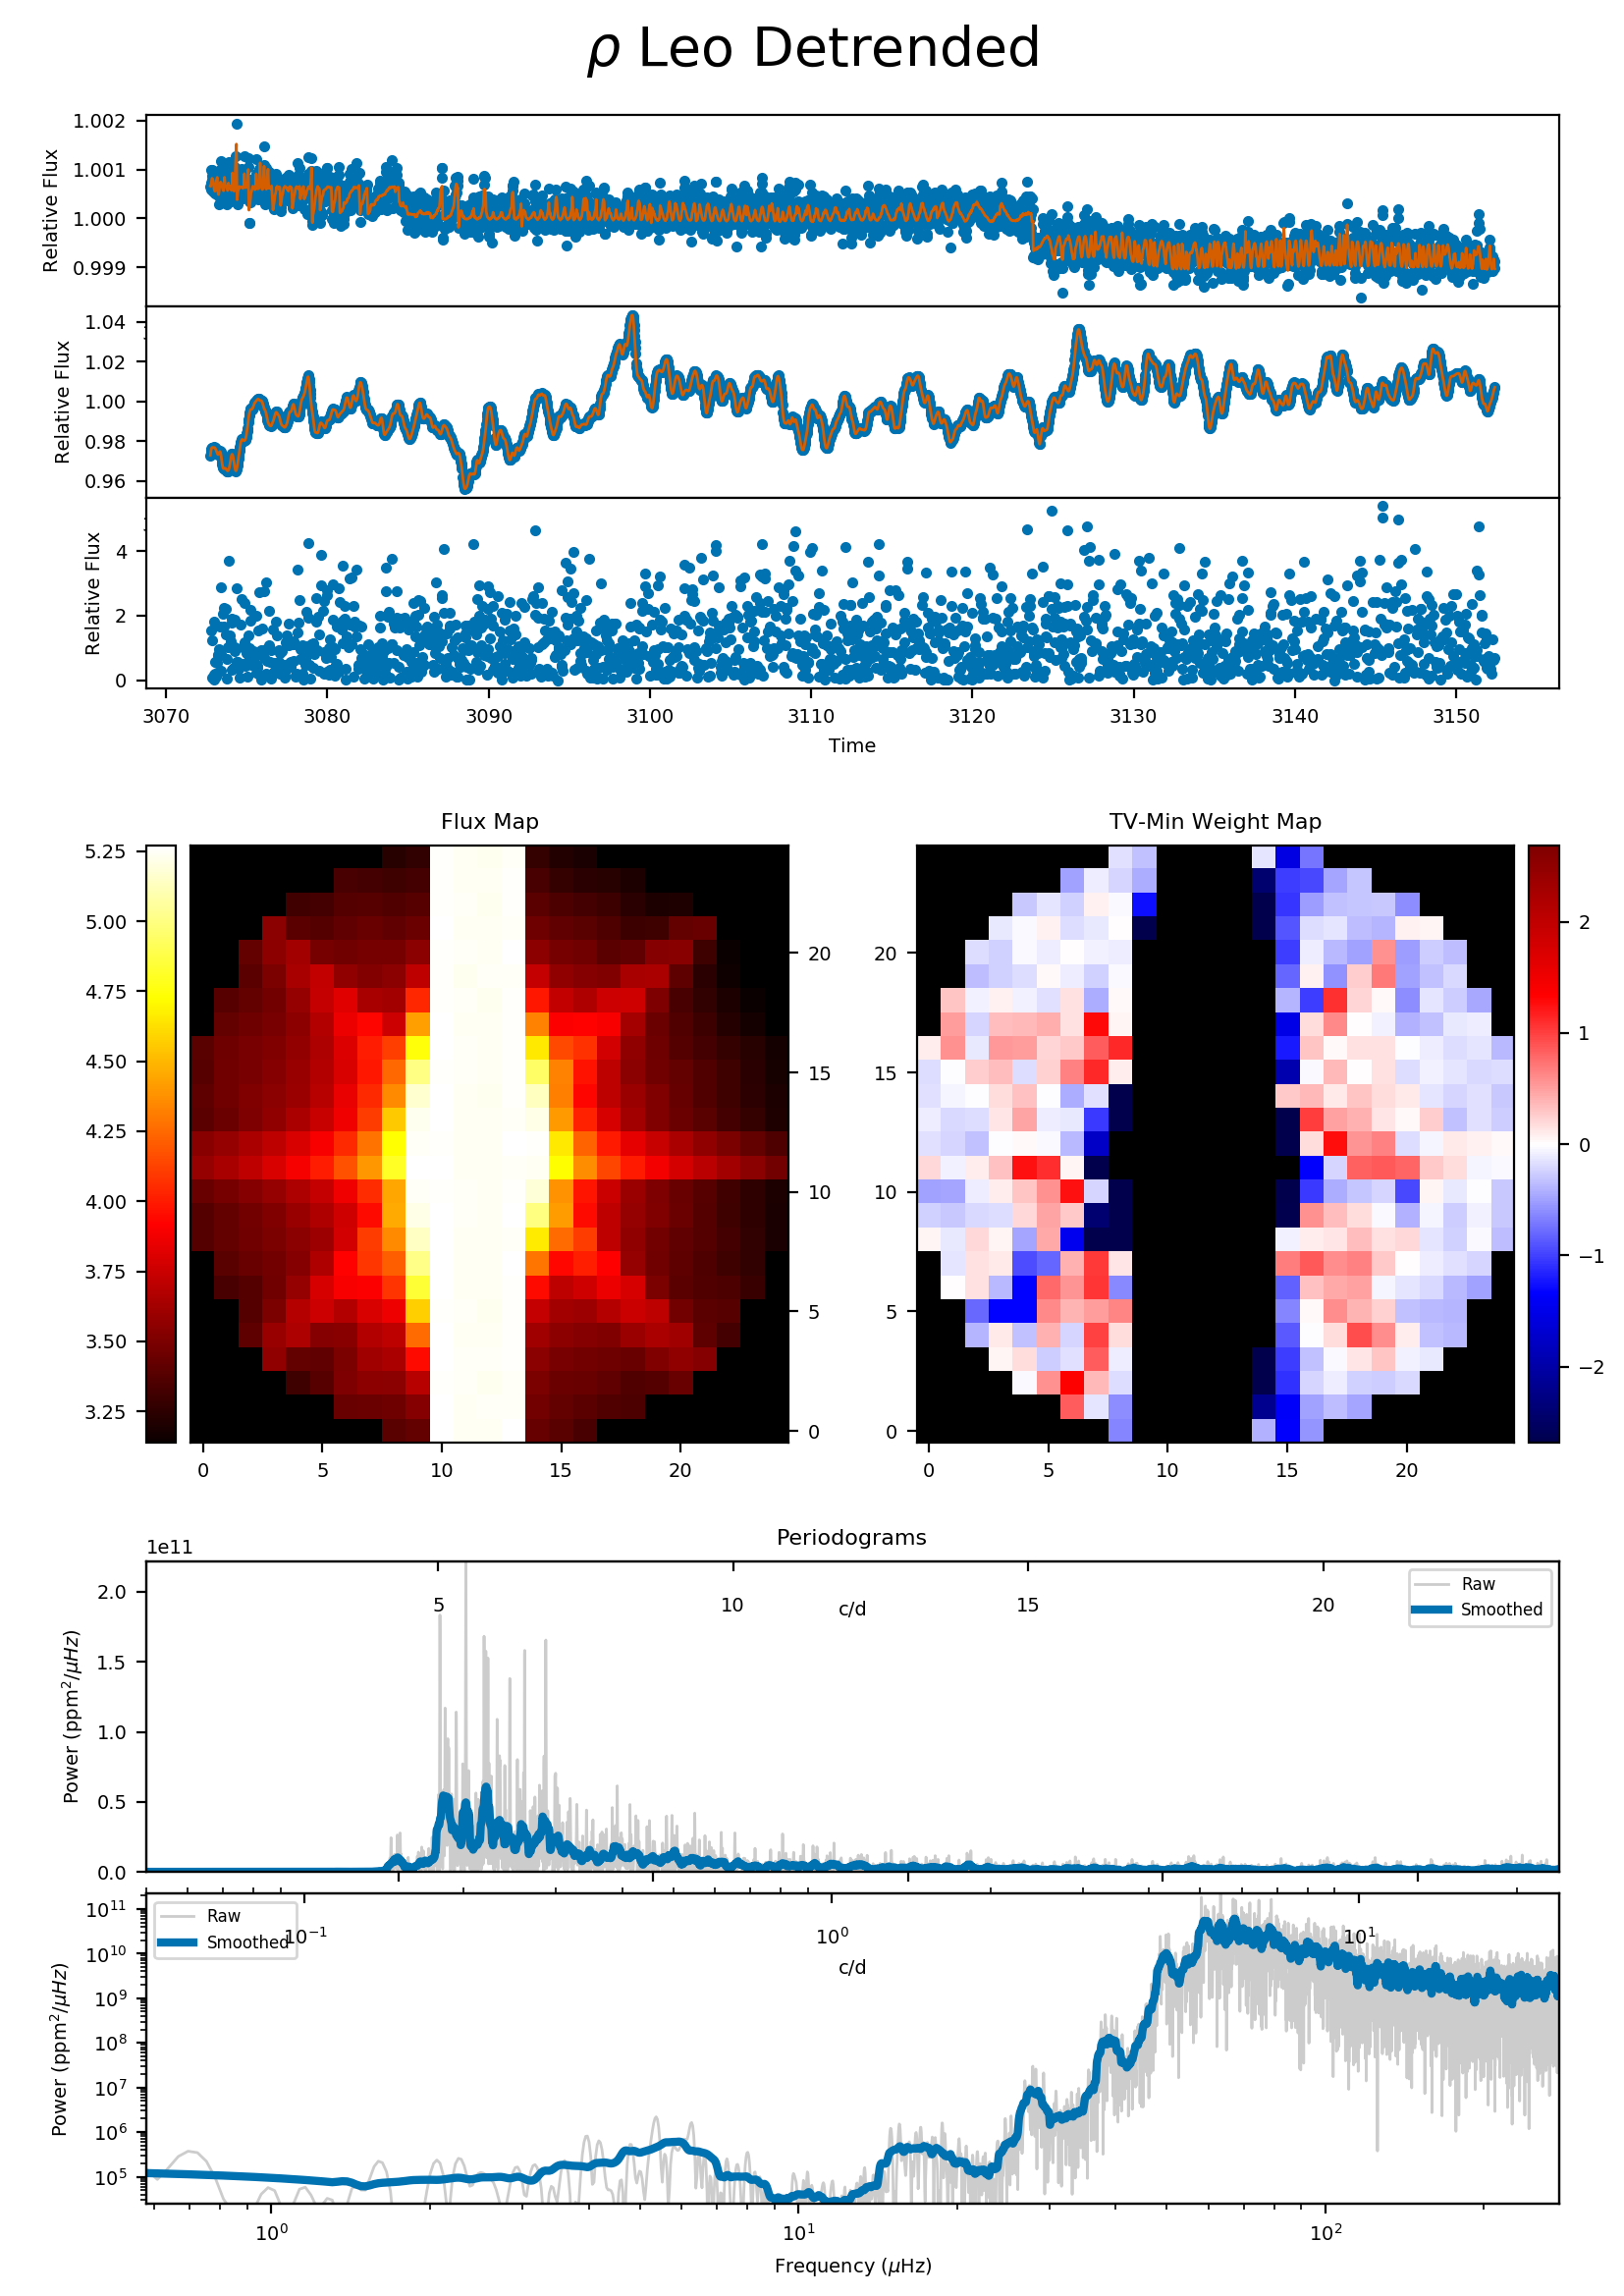 ρ Leo Detrended
1.002
1.001
1.000
0.999
Relative Flux
1.04
1.02
1.00
0.98
0.96
Relative Flux
4
2
0
Relative Flux
3070 3080 3090 3100 3110 3120 3130 3140 3150
Time
Flux Map
5.25
5.00
4.75
4.50
4.25
4.00
3.75
3.50
3.25
20
15
10
5
0
0 5 10 15 20
TV-Min Weight Map
20
15
10
5
0
0 5 10 15 20
2
1
0
−1
−2
Periodograms
1e11
2.0
1.5
1.0
0.5
0.0
Power (ppm²/μHz)
5 10 15 20
c/d
Raw
Smoothed
10¹¹
10¹⁰
10⁹
10⁸
10⁷
10⁶
10⁵
Power (ppm²/μHz)
Raw
Smoothed
10⁻¹ 10⁰ 10¹
c/d
10⁰ 10¹ 10²
Frequency (μHz)